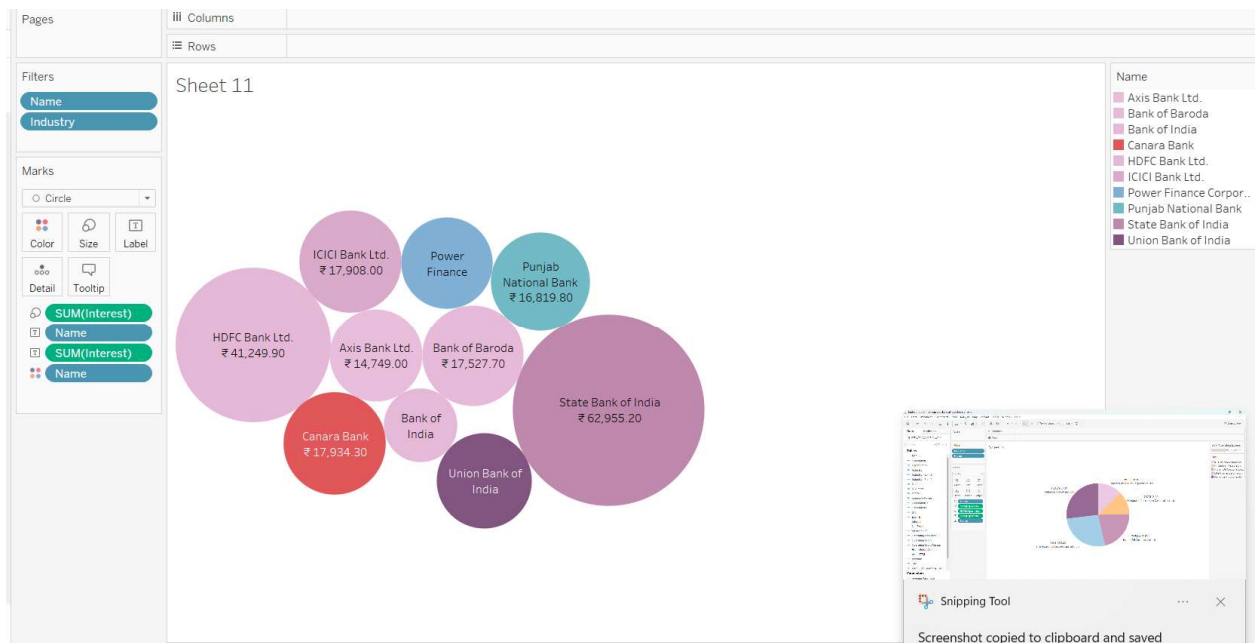 Pages
Columns
Rows
Filters
Name
Industry
Marks
Circle
Color
Size
Label
Detail
Tooltip
SUM(Interest)
Name
SUM(Interest)
Name
Sheet 11
ICICI Bank Ltd.
₹ 17,908.00
Power
Finance
Punjab
National Bank
₹ 16,819.80
HDFC Bank Ltd.
₹ 41,249.90
Axis Bank Ltd.
₹ 14,749.00
Bank of Baroda
₹ 17,527.70
State Bank of India
₹ 62,955.20
Bank of
India
Canara Bank
₹ 17,934.30
Union Bank of
India
Name
Axis Bank Ltd.
Bank of Baroda
Bank of India
Canara Bank
HDFC Bank Ltd.
ICICI Bank Ltd.
Power Finance Corpor..
Punjab National Bank
State Bank of India
Union Bank of India
Snipping Tool
Screenshot copied to clipboard and saved